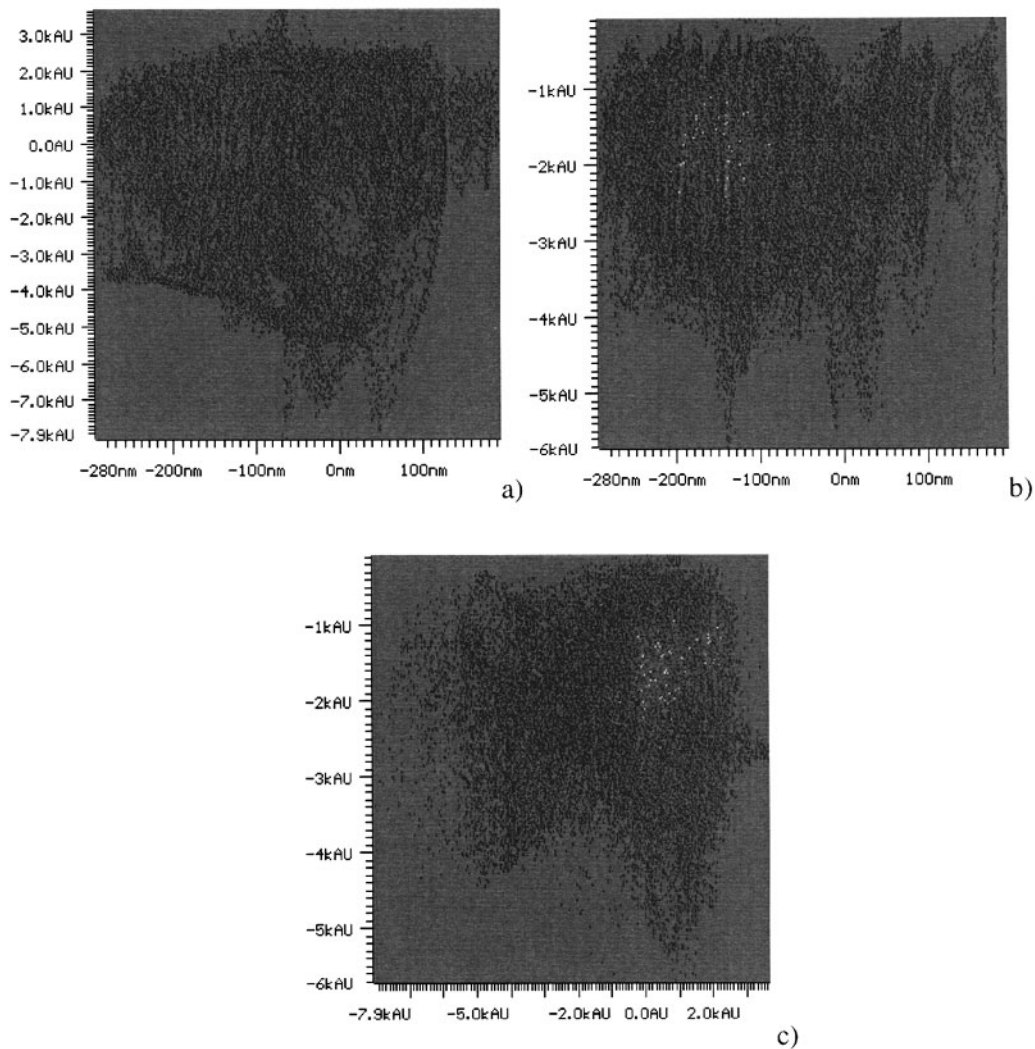 3.0kAU
2.0kAU
1.0kAU
0.0AU
-1.0kAU
-2.0kAU
-3.0kAU
-4.0kAU
-5.0kAU
-6.0kAU
-7.0kAU
-7.9kAU
-280nm -200nm -100nm 0nm 100nm
a)
-1kAU
-2kAU
-3kAU
-4kAU
-5kAU
-6kAU
-280nm -200nm -100nm 0nm 100nm
b)
-1kAU
-2kAU
-3kAU
-4kAU
-5kAU
-6kAU
-7.9kAU -5.0kAU -2.0kAU 0.0AU 2.0kAU
c)